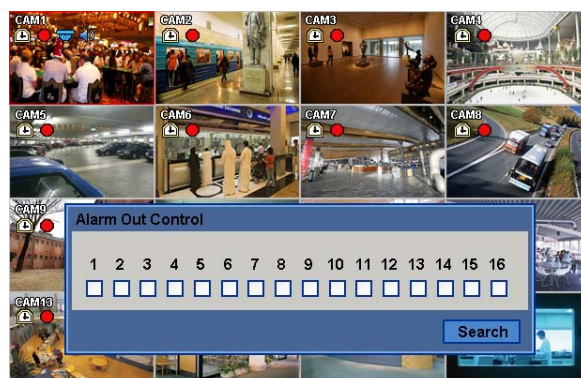 CAM1 CAM2 CAM3 CAM4
CAM5 CAM6 CAM7 CAM8
CAM9
Alarm Out Control
1 2 3 4 5 6 7 8 9 10 11 12 13 14 15 16
CAM13
Search